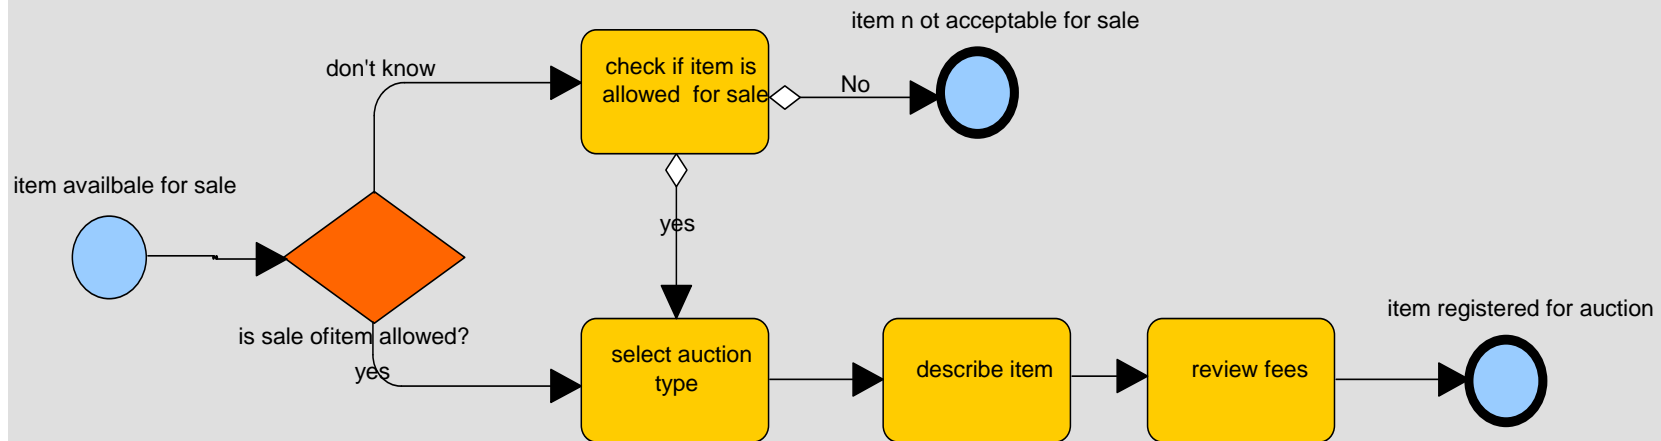 item n ot acceptable for sale
don't know
check if item is
allowed  for sale
No
item availbale for sale
yes
is sale ofitem allowed?
yes
item registered for auction
select auction
type
describe item
review fees